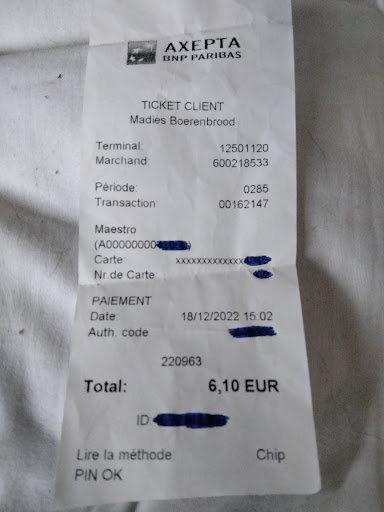 AXEPTA
BNP PARIBAS
TICKET CLIENT
Madies Boerenbrood
Terminal: 12501120
Marchand: 600218533
Période: 0285
Transaction: 00162147
Maestro
(A00000000
Carte: xxxxxxxxxxxxx
Nr.de Carte:
PAIEMENT
Date: 18/12/2022 15:02
Auth. code
220963
Total: 6,10 EUR
ID
Lire la méthode: Chip
PIN OK